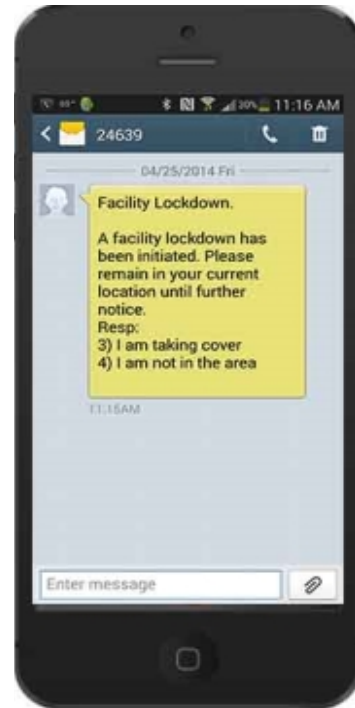 11:16 AM
24639
04/25/2014 Fri
Facility Lockdown.
A facility lockdown has
been initiated. Please
remain in your current
location until further
notice.
Resp:
3) I am taking cover
4) I am not in the area
11:15AM
Enter message